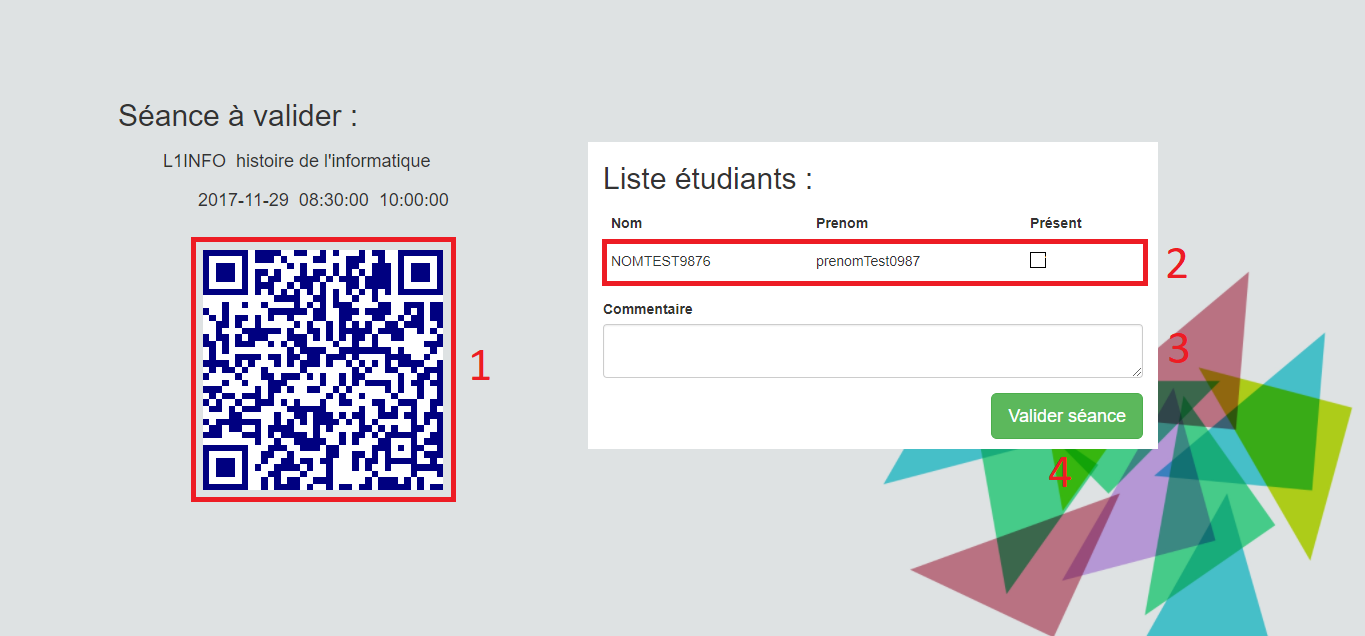 Séance à valider :
L1INFO histoire de l'informatique
2017-11-29 08:30:00 10:00:00
1
Liste étudiants :
Nom Prenom Présent
NOMTEST9876 prenomTest0987
2
Commentaire
3
Valider séance
4